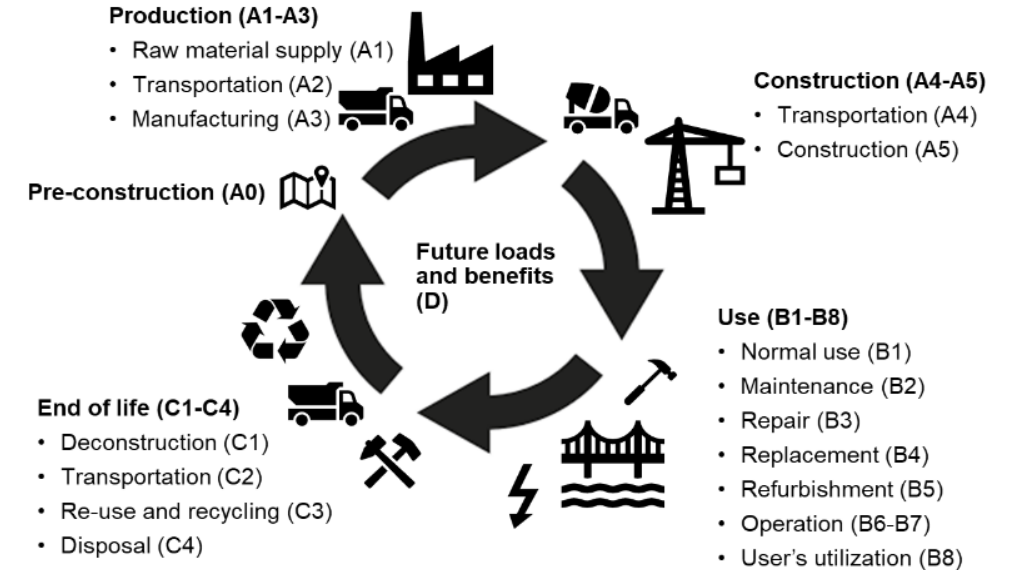 Production (A1-A3)
• Raw material supply (A1)
• Transportation (A2)
• Manufacturing (A3)
Construction (A4-A5)
• Transportation (A4)
• Construction (A5)
Pre-construction (A0)
Future loads
and benefits
(D)
Use (B1-B8)
• Normal use (B1)
• Maintenance (B2)
• Repair (B3)
• Replacement (B4)
• Refurbishment (B5)
• Operation (B6-B7)
• User's utilization (B8)
End of life (C1-C4)
• Deconstruction (C1)
• Transportation (C2)
• Re-use and recycling (C3)
• Disposal (C4)